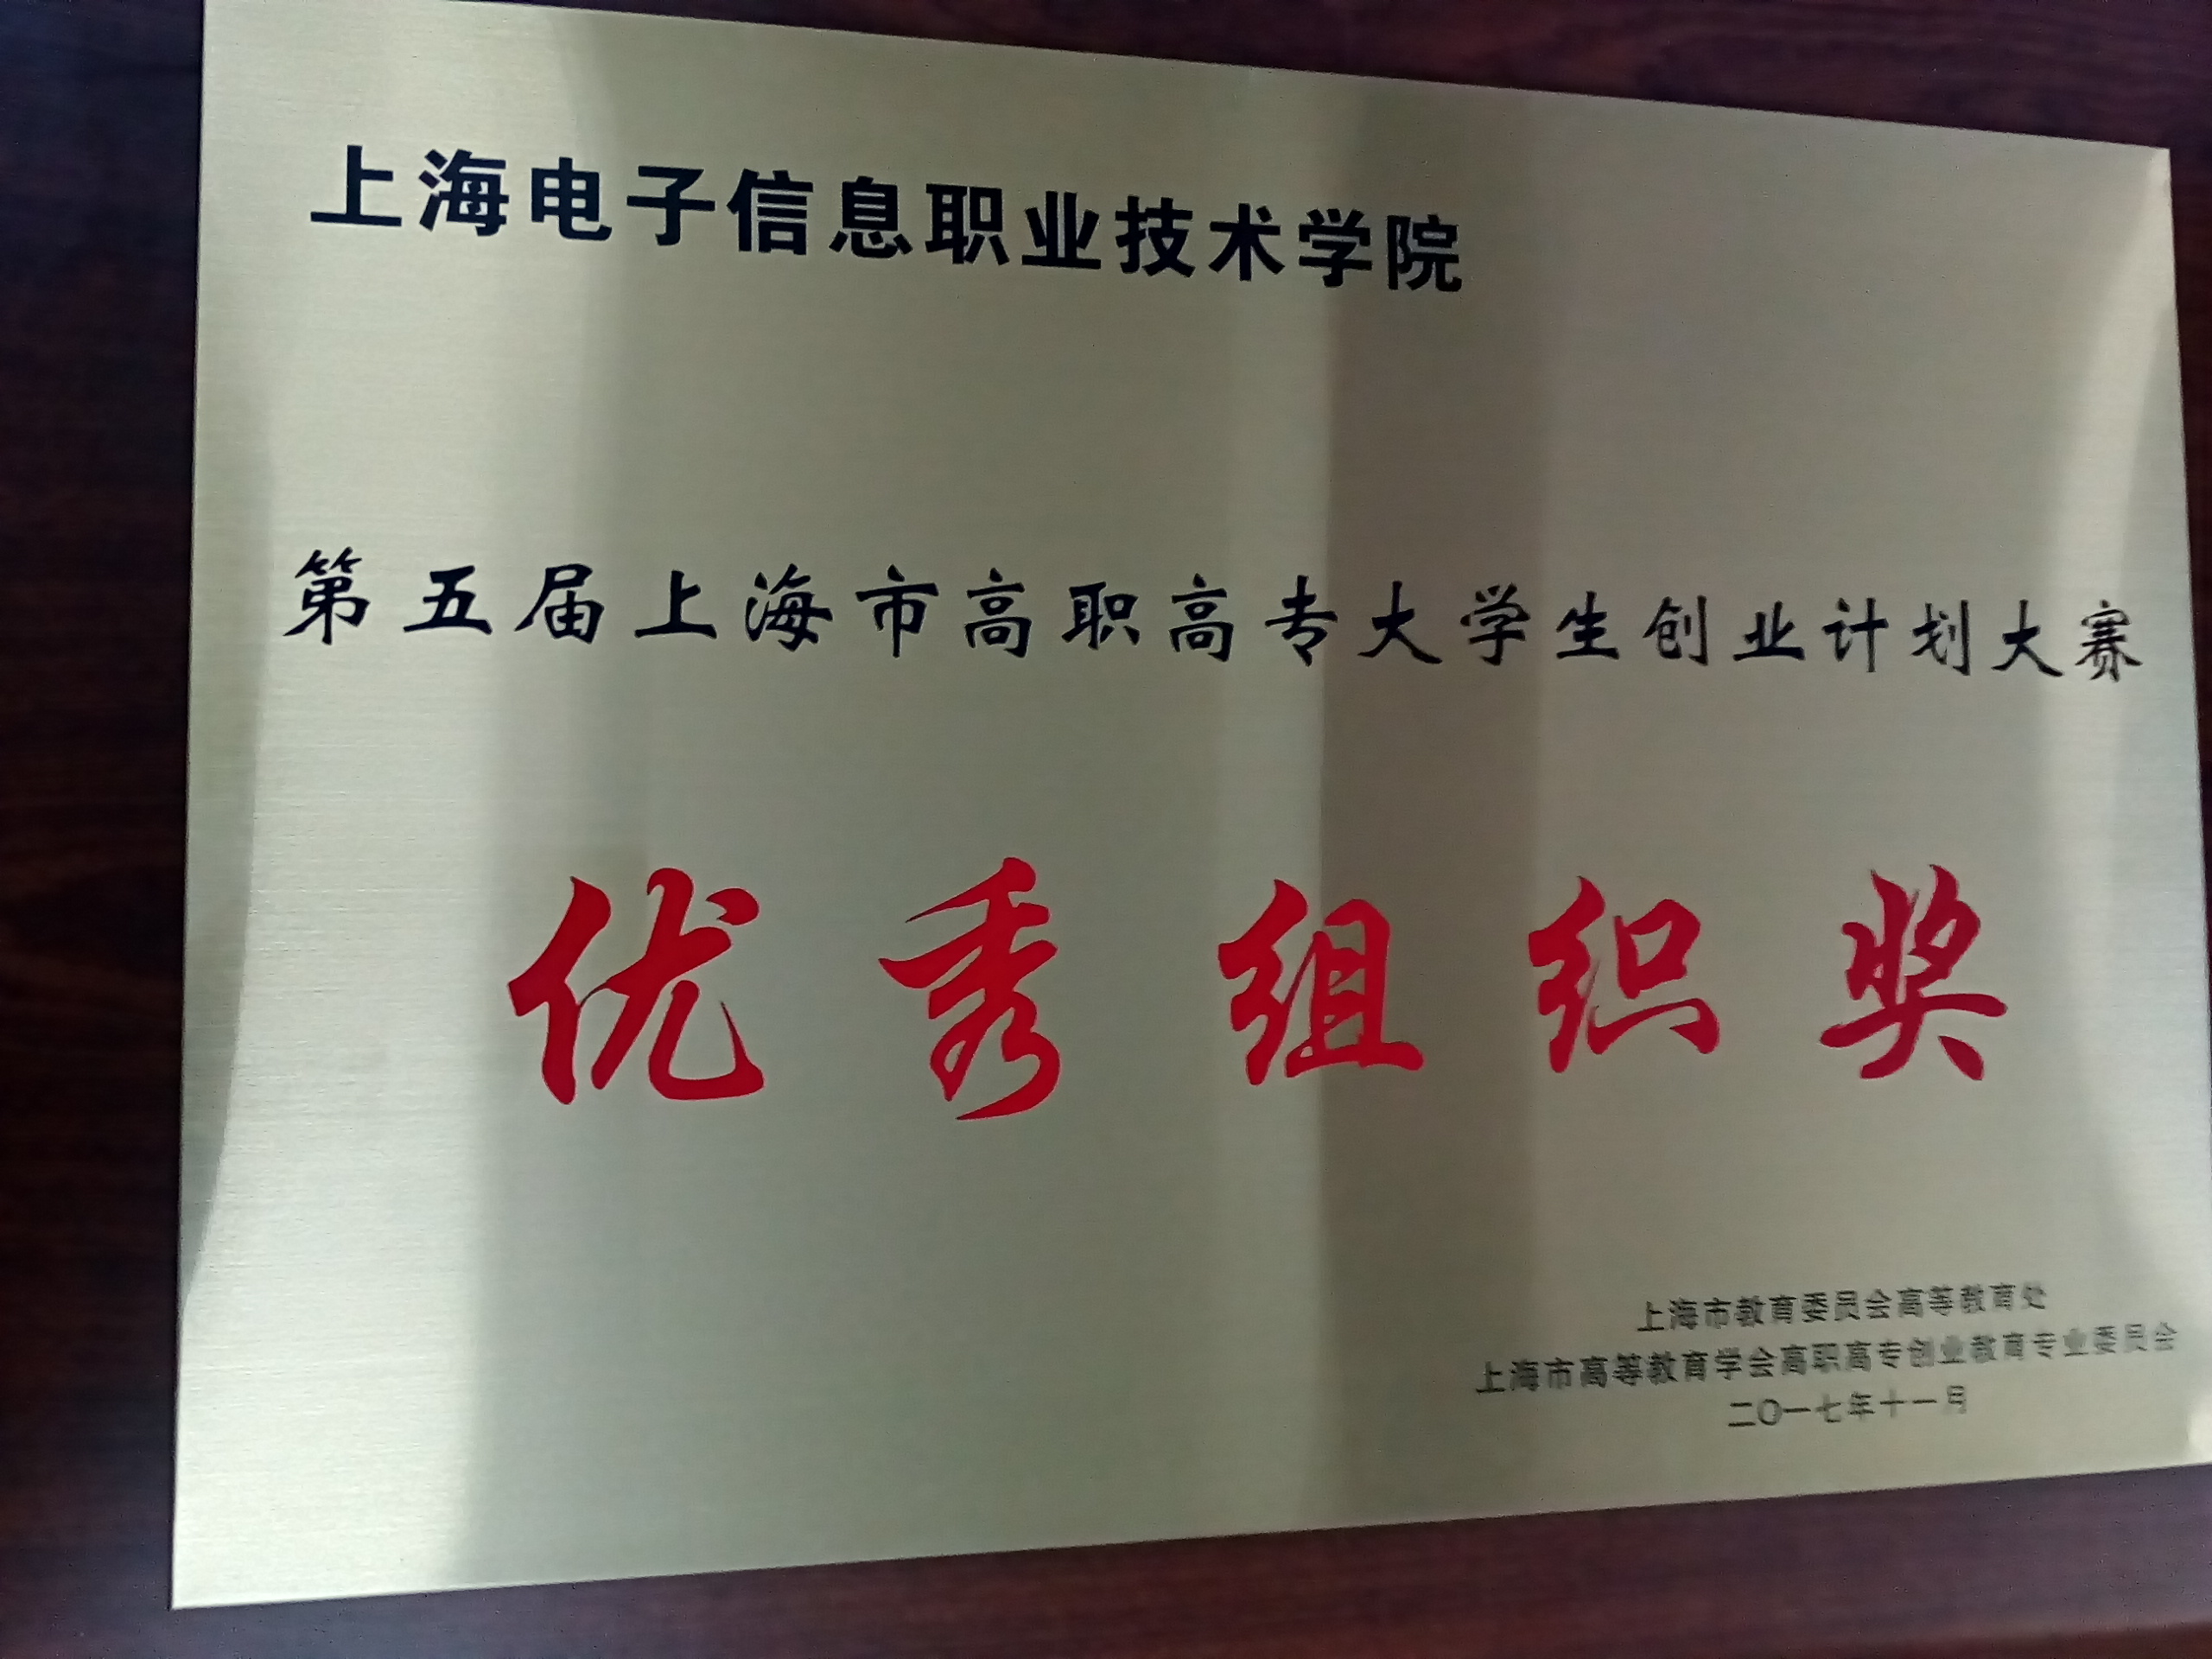 上海电子信息职业技术学院
第五届上海市高职高专大学生创业计划大赛
优秀组织奖
上海市教育委员会高等教育处
上海市高等教育学会高职高专创业教育专业委员会
二〇一七年十一月